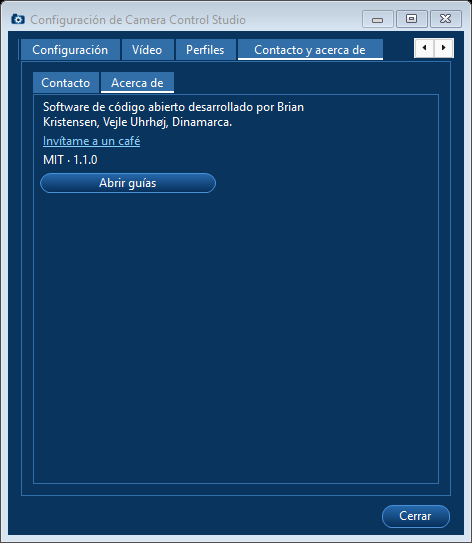 Configuración de Camera Control Studio
Configuración Vídeo Perfiles Contacto y acerca de
Contacto Acerca de
Software de código abierto desarrollado por Brian
Kristensen, Vejle Uhrhøj, Dinamarca.
Invítame a un café
MIT · 1.1.0
Abrir guías
Cerrar